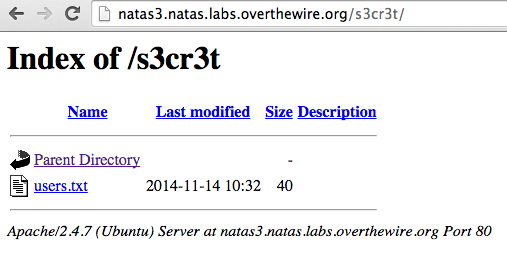 natas3.natas.labs.overthewire.org/s3cr3t/
Index of /s3cr3t
Name Last modified Size Description
Parent Directory -
users.txt 2014-11-14 10:32 40
Apache/2.4.7 (Ubuntu) Server at natas3.natas.labs.overthewire.org Port 80